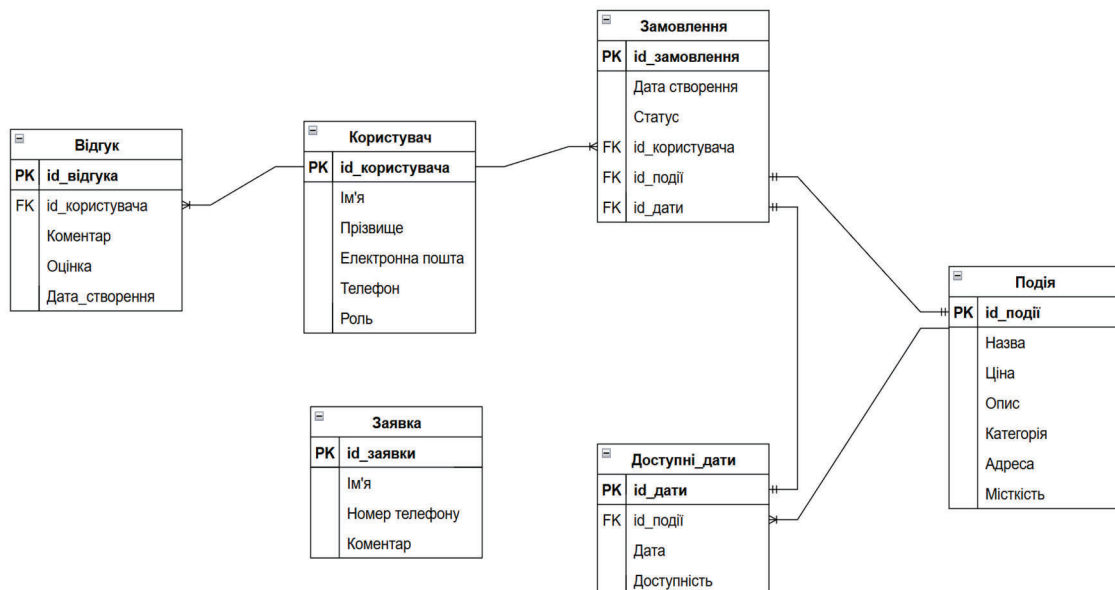 Відгук
PK id_відгука
FK id_користувача
Коментар
Оцінка
Дата_створення
Користувач
PK id_користувача
Ім'я
Прізвище
Електронна пошта
Телефон
Роль
Замовлення
PK id_замовлення
Дата створення
Статус
FK id_користувача
FK id_події
FK id_дати
Подія
PK id_події
Назва
Ціна
Опис
Категорія
Адреса
Місткість
Заявка
PK id_заявки
Ім'я
Номер телефону
Коментар
Доступні_дати
PK id_дати
FK id_події
Дата
Доступність